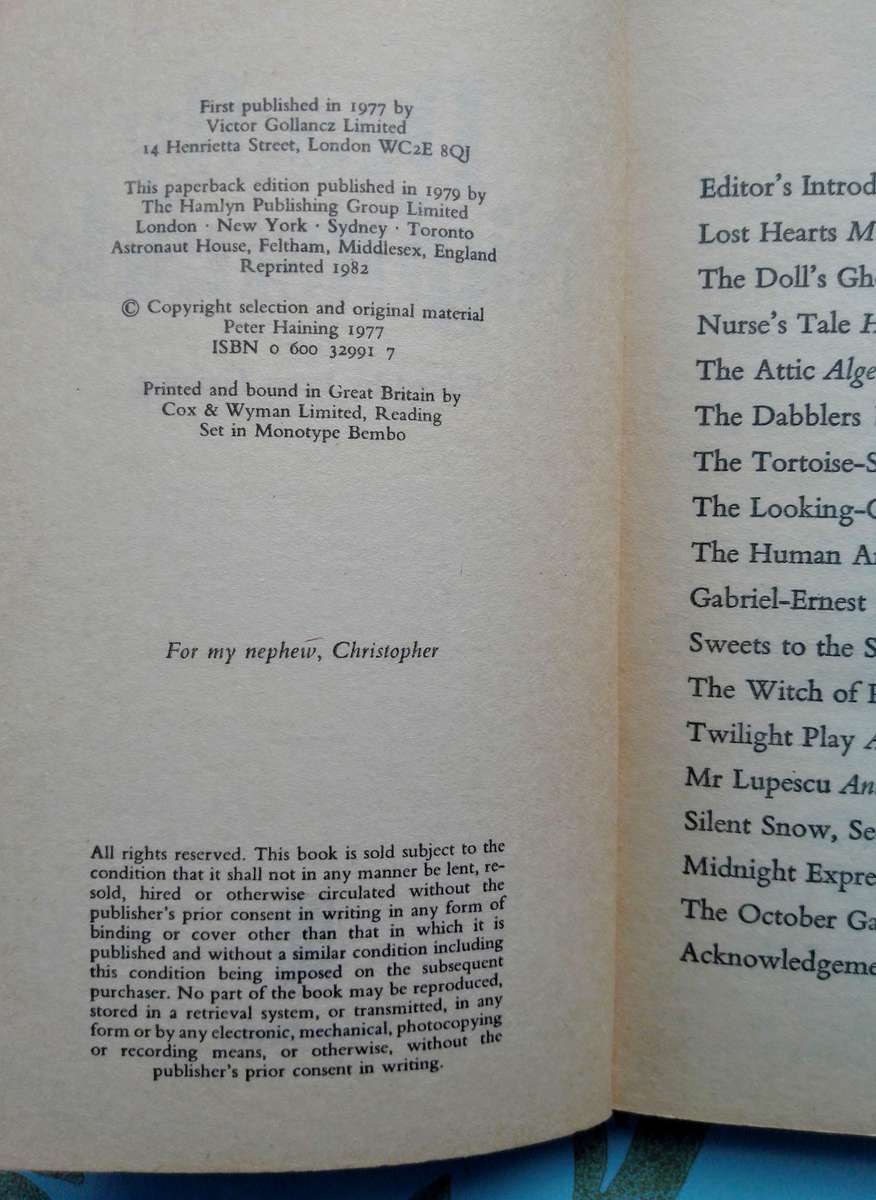 First published in 1977 by
Victor Gollancz Limited
14 Henrietta Street, London WC2E 8QJ
This paperback edition published in 1979 by
The Hamlyn Publishing Group Limited
London · New York · Sydney · Toronto
Astronaut House, Feltham, Middlesex, England
Reprinted 1982
© Copyright selection and original material
Peter Haining 1977
ISBN 0 600 32991 7
Printed and bound in Great Britain by
Cox & Wyman Limited, Reading
Set in Monotype Bembo
For my nephew, Christopher
All rights reserved. This book is sold subject to the
condition that it shall not in any manner be lent, re-
sold, hired or otherwise circulated without the
publisher's prior consent in writing in any form of
binding or cover other than that in which it is
published and without a similar condition including
this condition being imposed on the subsequent
purchaser. No part of the book may be reproduced,
stored in a retrieval system, or transmitted, in any
form or by any electronic, mechanical, photocopying
or recording means, or otherwise, without the
publisher's prior consent in writing.
Editor's Introd
Lost Hearts M
The Doll's Gh
Nurse's Tale H
The Attic Alge
The Dabblers
The Tortoise-S
The Looking-G
The Human A
Gabriel-Ernest
Sweets to the S
The Witch of
Twilight Play A
Mr Lupescu An
Silent Snow, Se
Midnight Expre
The October Ga
Acknowledgeme